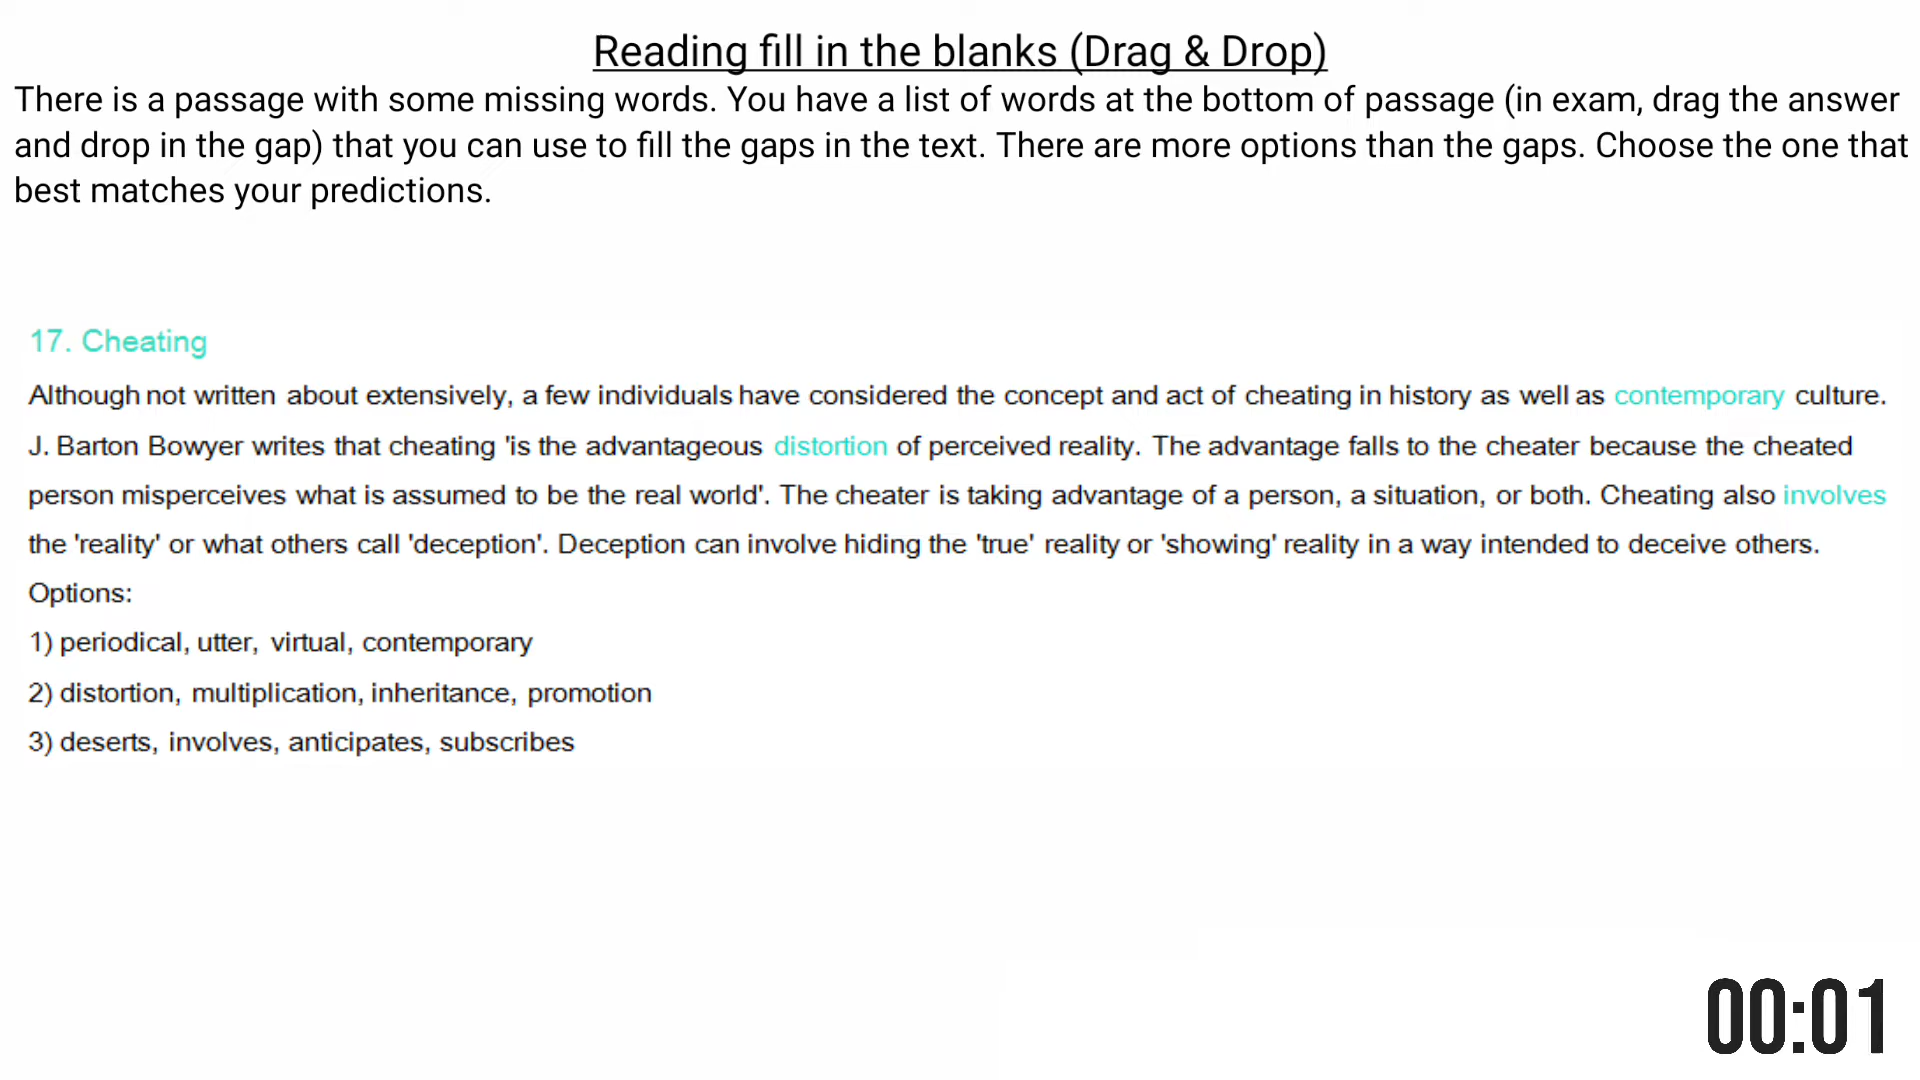 Reading fill in the blanks (Drag & Drop)
There is a passage with some missing words. You have a list of words at the bottom of passage (in exam, drag the answer
and drop in the gap) that you can use to fill the gaps in the text. There are more options than the gaps. Choose the one that
best matches your predictions.
17. Cheating
Although not written about extensively, a few individuals have considered the concept and act of cheating in history as well as contemporary culture.
J. Barton Bowyer writes that cheating 'is the advantageous distortion of perceived reality. The advantage falls to the cheater because the cheated
person misperceives what is assumed to be the real world'. The cheater is taking advantage of a person, a situation, or both. Cheating also involves
the 'reality' or what others call 'deception'. Deception can involve hiding the 'true' reality or 'showing' reality in a way intended to deceive others.
Options:
1) periodical, utter, virtual, contemporary
2) distortion, multiplication, inheritance, promotion
3) deserts, involves, anticipates, subscribes
00:01